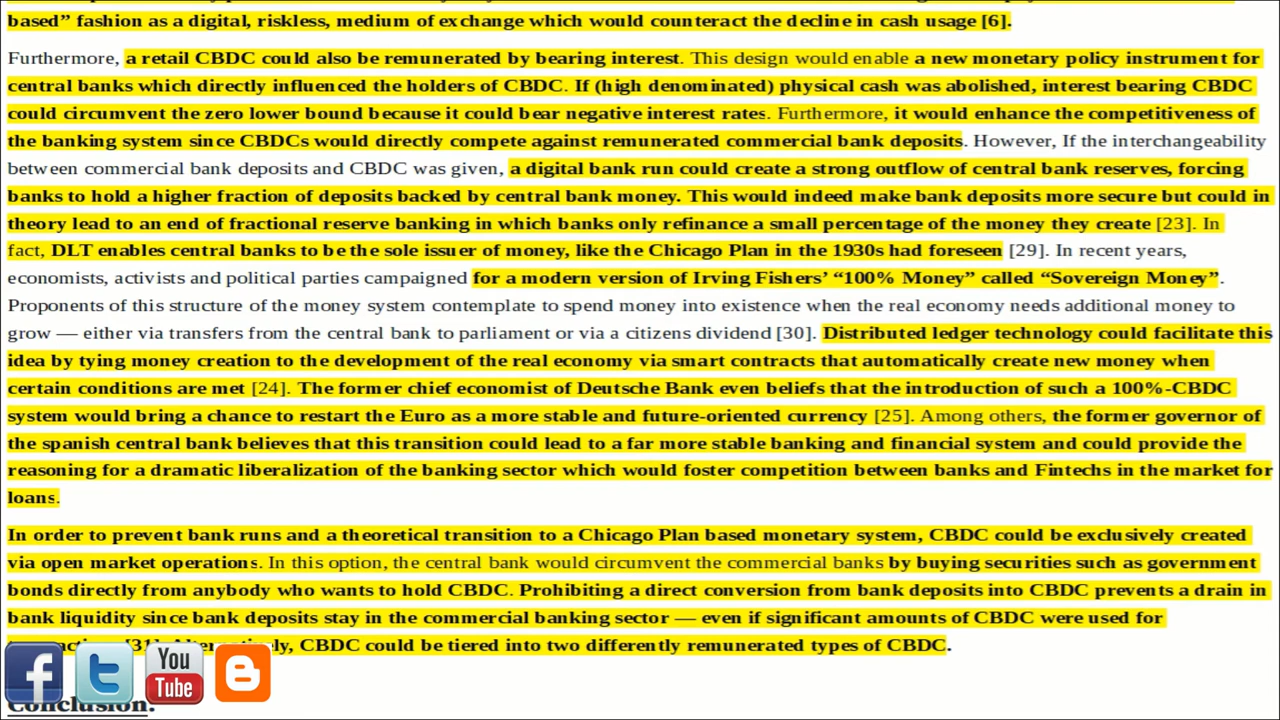 based” fashion as a digital, riskless, medium of exchange which would counteract the decline in cash usage [6].
Furthermore, a retail CBDC could also be remunerated by bearing interest. This design would enable a new monetary policy instrument for
central banks which directly influenced the holders of CBDC. If (high denominated) physical cash was abolished, interest bearing CBDC
could circumvent the zero lower bound because it could bear negative interest rates. Furthermore, it would enhance the competitiveness of
the banking system since CBDCs would directly compete against remunerated commercial bank deposits. However, If the interchangeability
between commercial bank deposits and CBDC was given, a digital bank run could create a strong outflow of central bank reserves, forcing
banks to hold a higher fraction of deposits backed by central bank money. This would indeed make bank deposits more secure but could in
theory lead to an end of fractional reserve banking in which banks only refinance a small percentage of the money they create [23]. In
fact, DLT enables central banks to be the sole issuer of money, like the Chicago Plan in the 1930s had foreseen [29]. In recent years,
economists, activists and political parties campaigned for a modern version of Irving Fishers’ “100% Money” called “Sovereign Money”.
Proponents of this structure of the money system contemplate to spend money into existence when the real economy needs additional money to
grow — either via transfers from the central bank to parliament or via a citizens dividend [30]. Distributed ledger technology could facilitate this
idea by tying money creation to the development of the real economy via smart contracts that automatically create new money when
certain conditions are met [24]. The former chief economist of Deutsche Bank even beliefs that the introduction of such a 100%-CBDC
system would bring a chance to restart the Euro as a more stable and future-oriented currency [25]. Among others, the former governor of
the spanish central bank believes that this transition could lead to a far more stable banking and financial system and could provide the
reasoning for a dramatic liberalization of the banking sector which would foster competition between banks and Fintechs in the market for
loans.
In order to prevent bank runs and a theoretical transition to a Chicago Plan based monetary system, CBDC could be exclusively created
via open market operations. In this option, the central bank would circumvent the commercial banks by buying securities such as government
bonds directly from anybody who wants to hold CBDC. Prohibiting a direct conversion from bank deposits into CBDC prevents a drain in
bank liquidity since bank deposits stay in the commercial banking sector — even if significant amounts of CBDC were used for
CBDC could be tiered into two differently remunerated types of CBDC.
You
Tube
Conclusion: